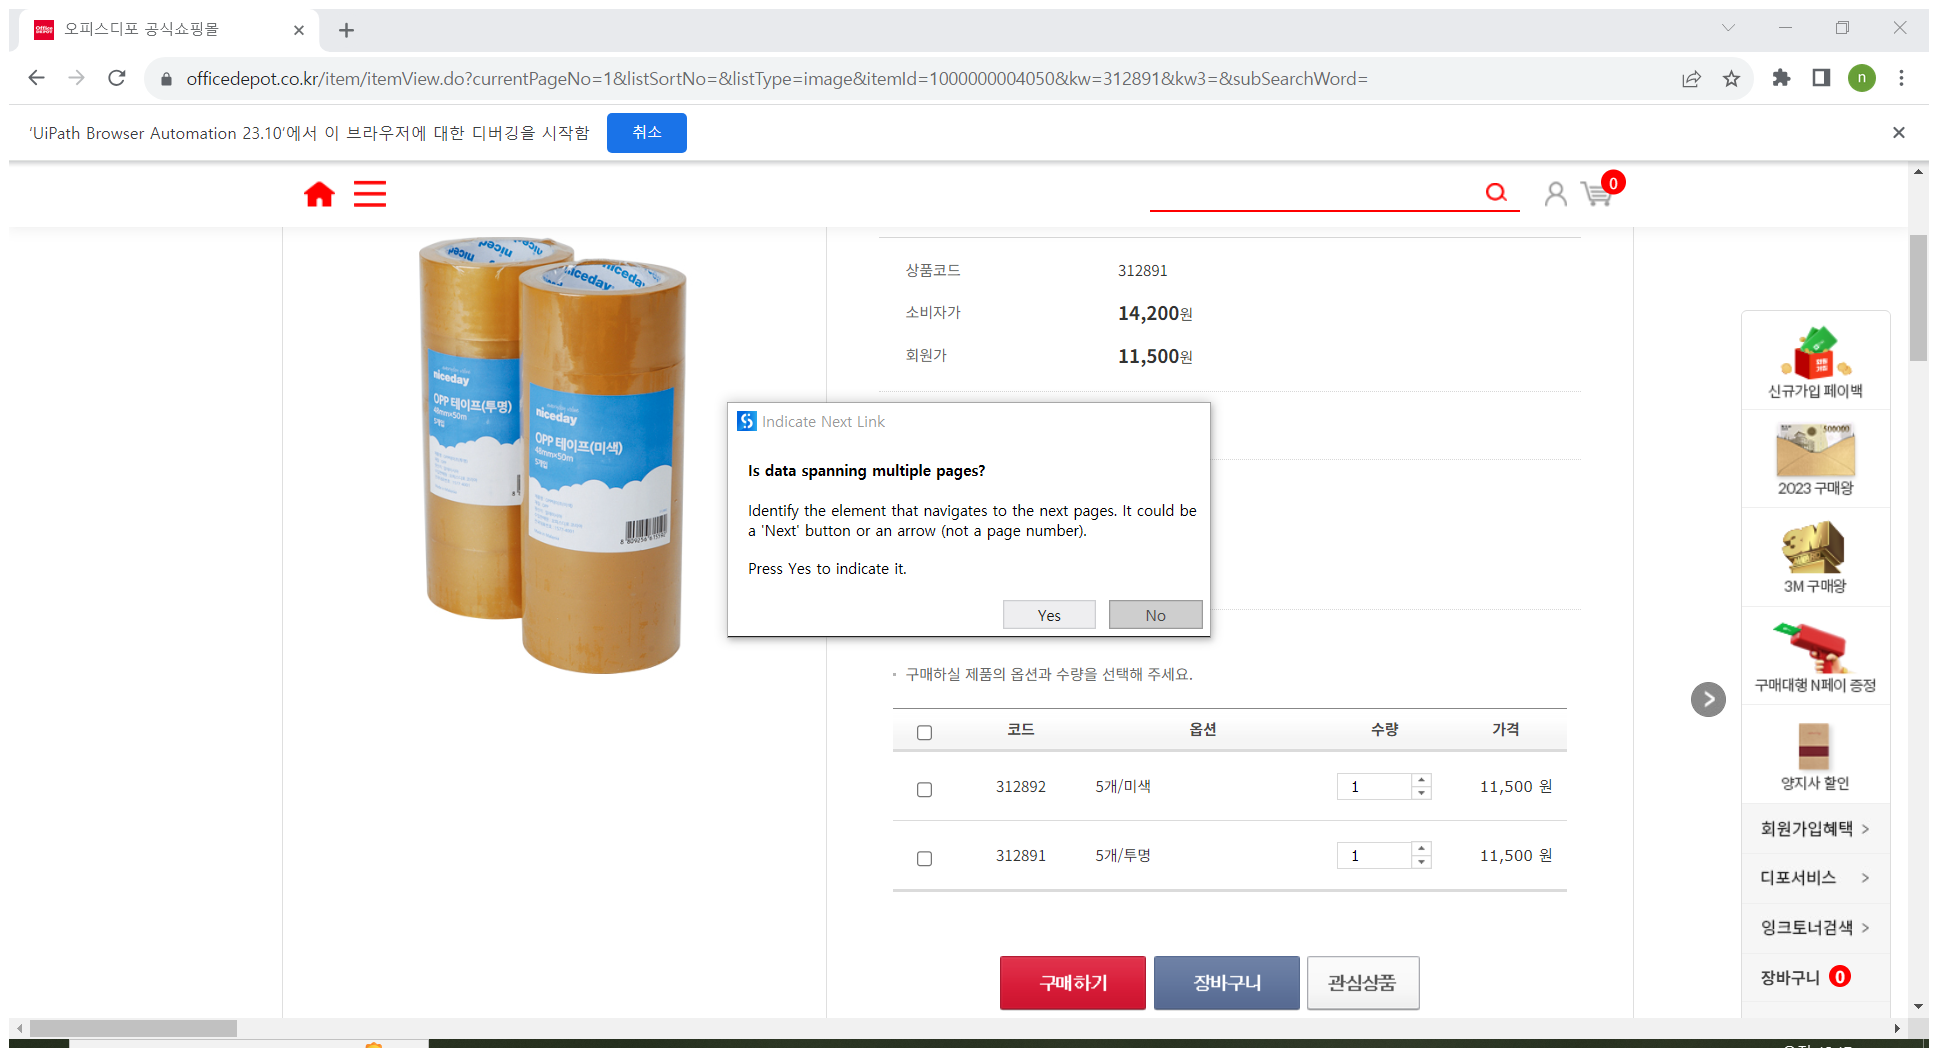 오피스디포 공식쇼핑몰
officedepot.co.kr/item/itemView.do?currentPageNo=1&listSortNo=&listType=image&itemId=1000000004050&kw=312891&kw3=&subSearchWord=
n
'UiPath Browser Automation 23.10'에서 이 브라우저에 대한 디버깅을 시작함
취소
0
niceday
OPP 테이프(투명)
48mm×50m
5개입
niceday
OPP 테이프(미색)
48mm×50m
5개입
상품코드 312891
소비자가 14,200원
회원가 11,500원
Indicate Next Link
Is data spanning multiple pages?
Identify the element that navigates to the next pages. It could be
a 'Next' button or an arrow (not a page number).
Press Yes to indicate it.
Yes No
구매하실 제품의 옵션과 수량을 선택해 주세요.
코드 옵션 수량 가격
312892 5개/미색 1 11,500 원
312891 5개/투명 1 11,500 원
구매하기 장바구니 관심상품
신규가입 페이백
500000
2023 구매왕
3M
3M 구매왕
구매대행 N페이 증정
양지사 할인
회원가입혜택 >
디포서비스 >
잉크토너검색 >
장바구니 0